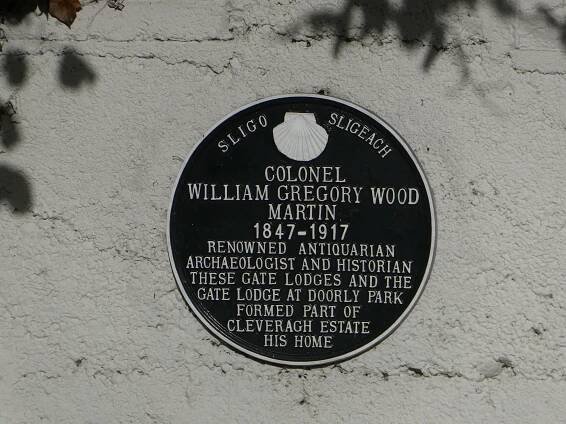 SLIGO SLIGEACH
COLONEL
WILLIAM GREGORY WOOD
MARTIN
1847-1917
RENOWNED ANTIQUARIAN
ARCHAEOLOGIST AND HISTORIAN
THESE GATE LODGES AND THE
GATE LODGE AT DOORLY PARK
FORMED PART OF
CLEVERAGH ESTATE
HIS HOME